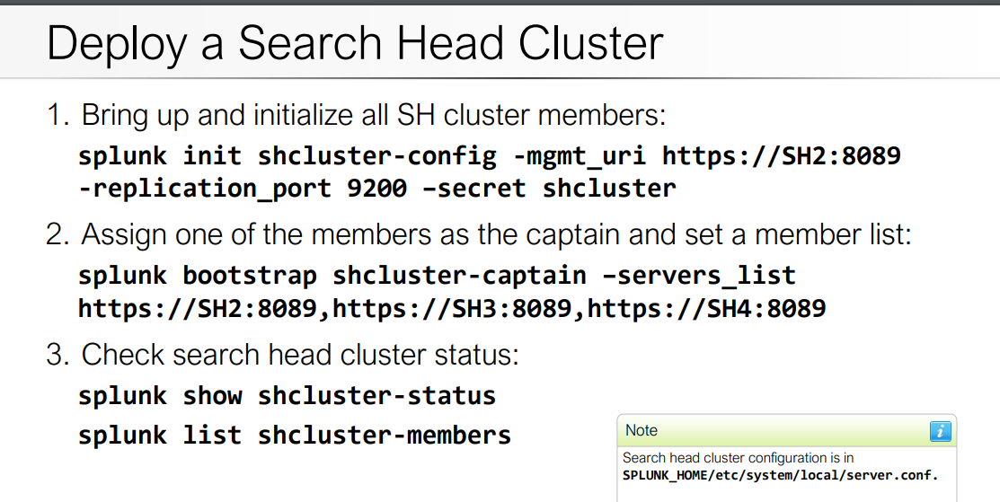 Deploy a Search Head Cluster
1. Bring up and initialize all SH cluster members:
splunk init shcluster-config -mgmt_uri https://SH2:8089
-replication_port 9200 –secret shcluster
2. Assign one of the members as the captain and set a member list:
splunk bootstrap shcluster-captain –servers_list
https://SH2:8089,https://SH3:8089,https://SH4:8089
3. Check search head cluster status:
splunk show shcluster-status
splunk list shcluster-members
Note
i
Search head cluster configuration is in
SPLUNK_HOME/etc/system/local/server.conf.